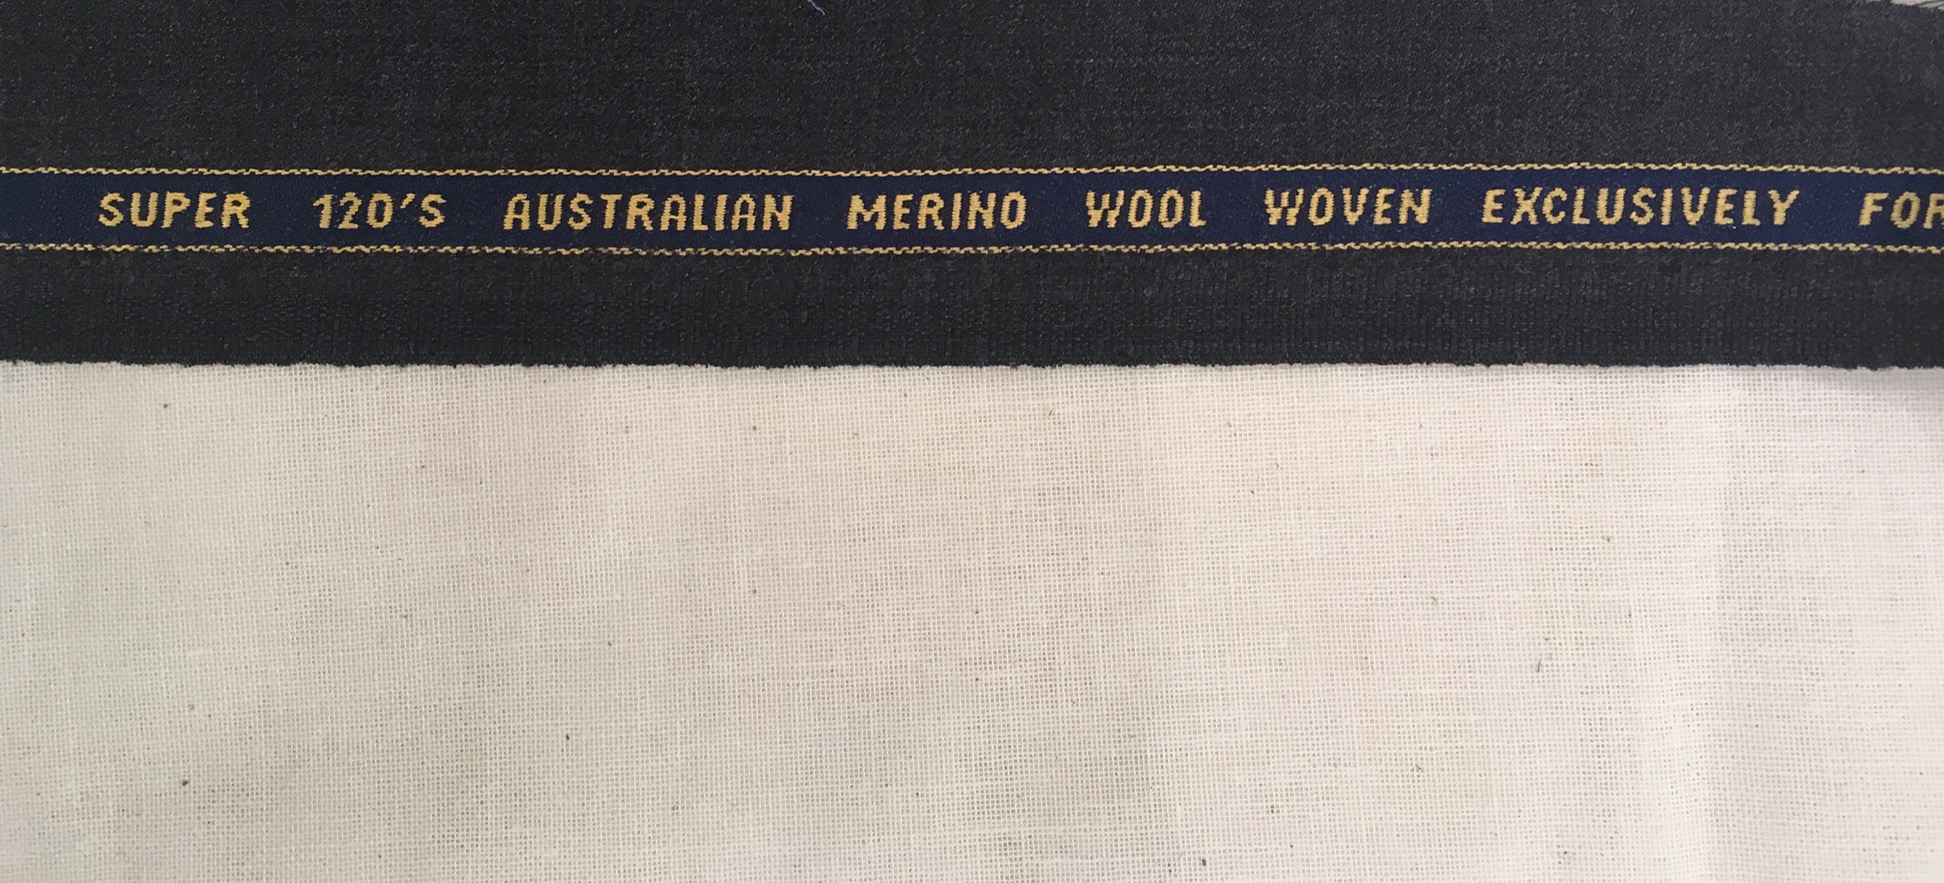 SUPER 120'S AUSTRALIAN MERINO WOOL WOVEN EXCLUSIVELY FOR